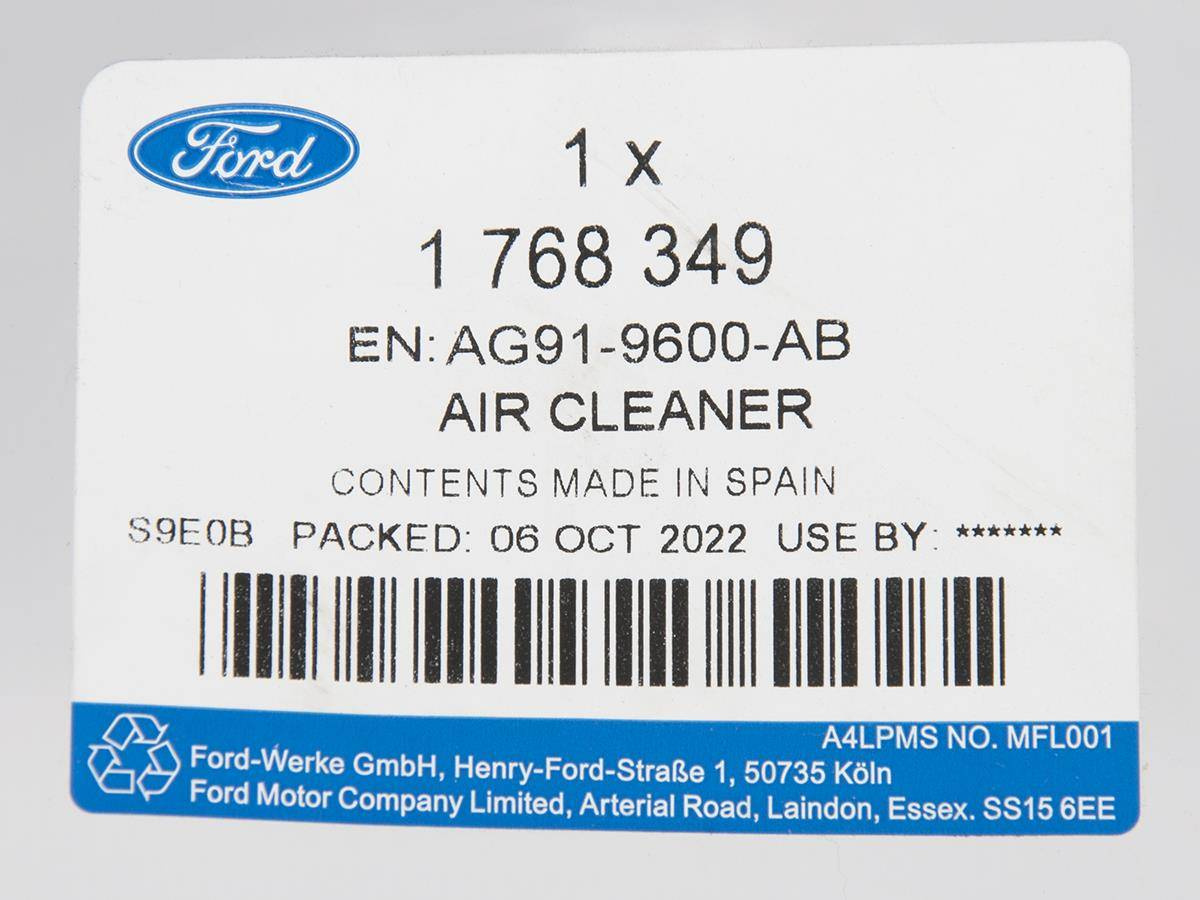 Ford
1 x
1 768 349
EN: AG91-9600-AB
AIR CLEANER
CONTENTS MADE IN SPAIN
S9E0B PACKED: 06 OCT 2022 USE BY: *******
A4LPMS NO. MFL001
Ford-Werke GmbH, Henry-Ford-Straße 1, 50735 Köln
Ford Motor Company Limited, Arterial Road, Laindon, Essex. SS15 6EE